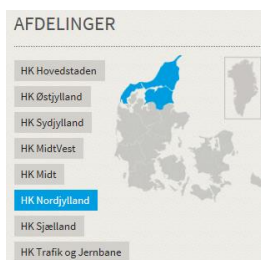 AFDELINGER
HK Hovedstaden
HK Østjylland
HK Sydjylland
HK MidtVest
HK Midt
HK Nordjylland
HK Sjælland
HK Trafik og Jernbane